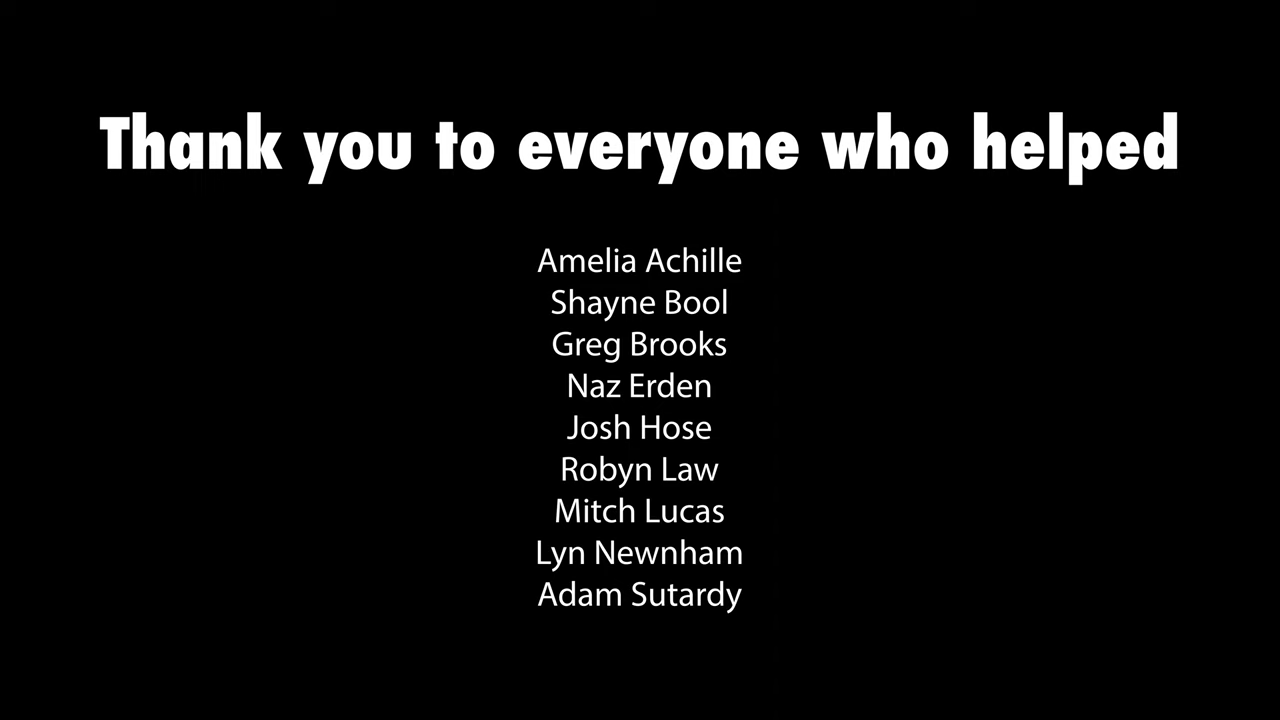 Thank you to everyone who helped
Amelia Achille
Shayne Bool
Greg Brooks
Naz Erden
Josh Hose
Robyn Law
Mitch Lucas
Lyn Newnham
Adam Sutardy